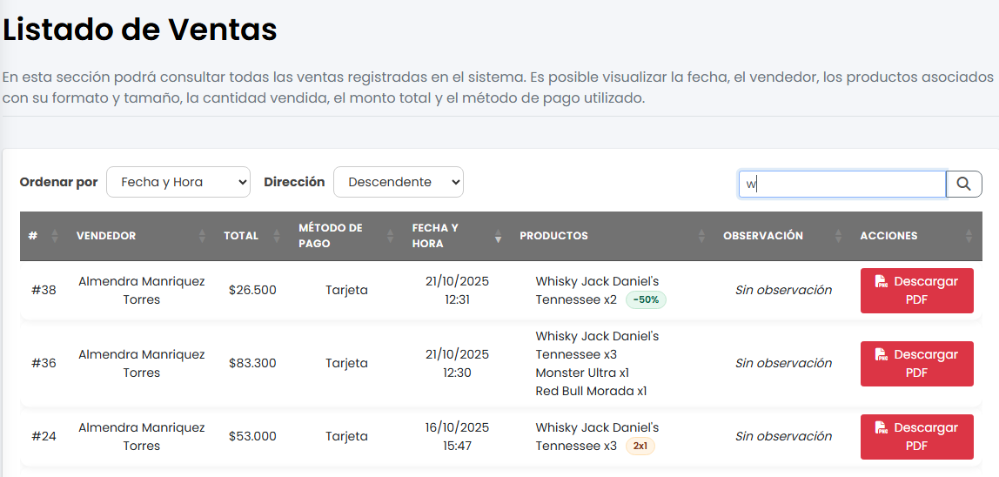 Listado de Ventas
En esta sección podrá consultar todas las ventas registradas en el sistema. Es posible visualizar la fecha, el vendedor, los productos asociados
con su formato y tamaño, la cantidad vendida, el monto total y el método de pago utilizado.
Ordenar por Fecha y Hora Dirección Descendente w
# VENDEDOR TOTAL MÉTODO DE PAGO FECHA Y HORA PRODUCTOS OBSERVACIÓN ACCIONES
#38
Almendra Manriquez
Torres
$26.500
Tarjeta
21/10/2025
12:31
Whisky Jack Daniel's
Tennessee x2 -50%
Sin observación
Descargar
PDF
#36
Almendra Manriquez
Torres
$83.300
Tarjeta
21/10/2025
12:30
Whisky Jack Daniel's
Tennessee x3
Monster Ultra x1
Red Bull Morada x1
Sin observación
Descargar
PDF
#24
Almendra Manriquez
Torres
$53.000
Tarjeta
16/10/2025
15:47
Whisky Jack Daniel's
Tennessee x3 2x1
Sin observación
Descargar
PDF